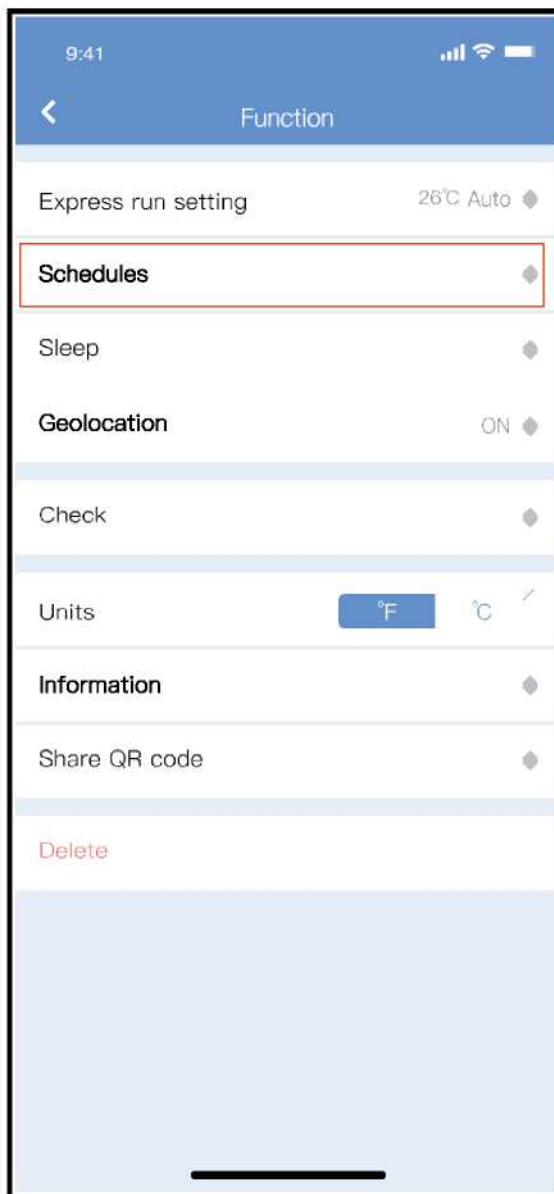 9:41
Function
Express run setting 26°C Auto
Schedules
Sleep
Geolocation ON
Check
Units °F °C
Information
Share QR code
Delete